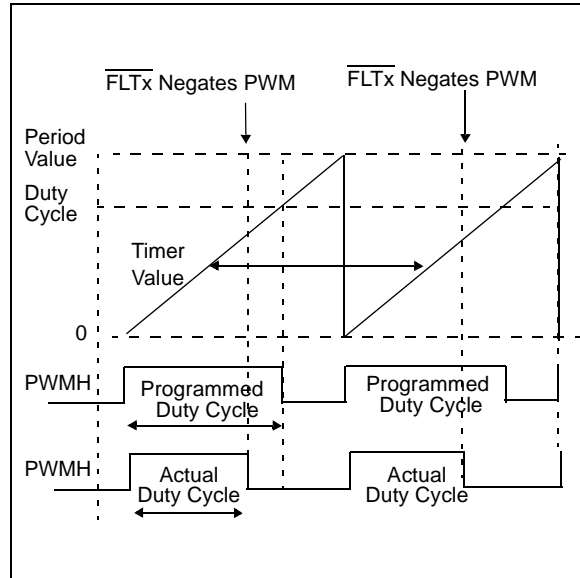 FLTx Negates PWM
FLTx Negates PWM
Period
Value
Duty
Cycle
Timer
Value
0
PWMH
Programmed
Duty Cycle
Programmed
Duty Cycle
PWMH
Actual
Duty Cycle
Actual
Duty Cycle